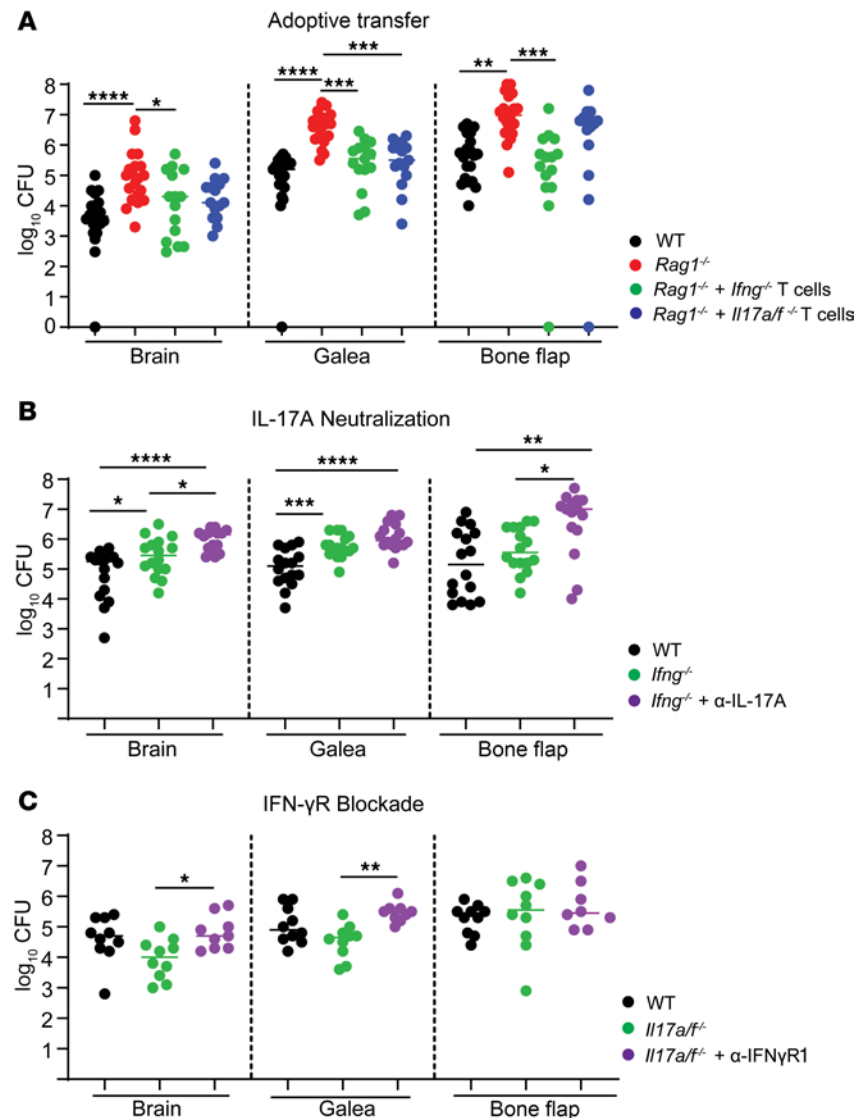 A
Adoptive transfer
*** 
**** *** ** ***
**** *
log₁₀ CFU
8
7
6
5
4
3
2
1
0
Brain Galea Bone flap
WT
Rag1⁻/⁻
Rag1⁻/⁻ + Ifng⁻/⁻ T cells
Rag1⁻/⁻ + Il17a/f ⁻/⁻ T cells
B
IL-17A Neutralization
**** **** **
* * *** *
log₁₀ CFU
8
7
6
5
4
3
2
1
Brain Galea Bone flap
WT
Ifng⁻/⁻
Ifng⁻/⁻ + α-IL-17A
C
IFN-γR Blockade
* **
log₁₀ CFU
8
7
6
5
4
3
2
1
Brain Galea Bone flap
WT
Il17a/f⁻/⁻
Il17a/f⁻/⁻ + α-IFNγR1